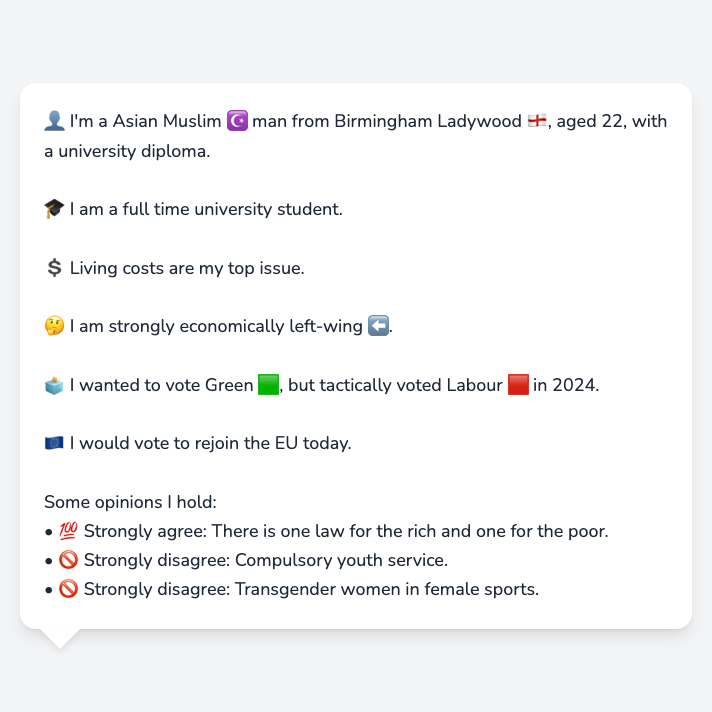 👤 I'm a Asian Muslim ☪️ man from Birmingham Ladywood 🏴󠁧󠁢󠁥󠁮󠁧󠁿, aged 22, with
a university diploma.
🎓 I am a full time university student.
💲 Living costs are my top issue.
🤔 I am strongly economically left-wing ⬅️.
🗳️ I wanted to vote Green 🟩, but tactically voted Labour 🟥 in 2024.
🇪🇺 I would vote to rejoin the EU today.
Some opinions I hold:
• 💯 Strongly agree: There is one law for the rich and one for the poor.
• 🚫 Strongly disagree: Compulsory youth service.
• 🚫 Strongly disagree: Transgender women in female sports.